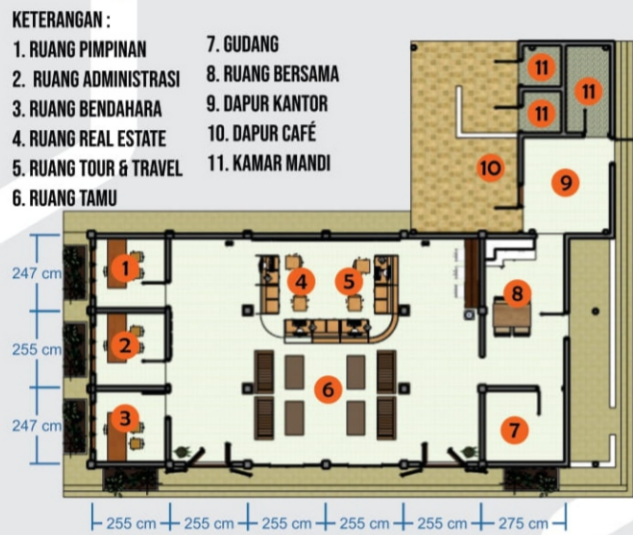 KETERANGAN :
1. RUANG PIMPINAN
2. RUANG ADMINISTRASI
3. RUANG BENDAHARA
4. RUANG REAL ESTATE
5. RUANG TOUR & TRAVEL
6. RUANG TAMU
7. GUDANG
8. RUANG BERSAMA
9. DAPUR KANTOR
10. DAPUR CAFÉ
11. KAMAR MANDI
11
11
11
10
9
247 cm
1
4
5
8
255 cm
2
6
247 cm
3
7
255 cm
255 cm
255 cm
255 cm
255 cm
275 cm